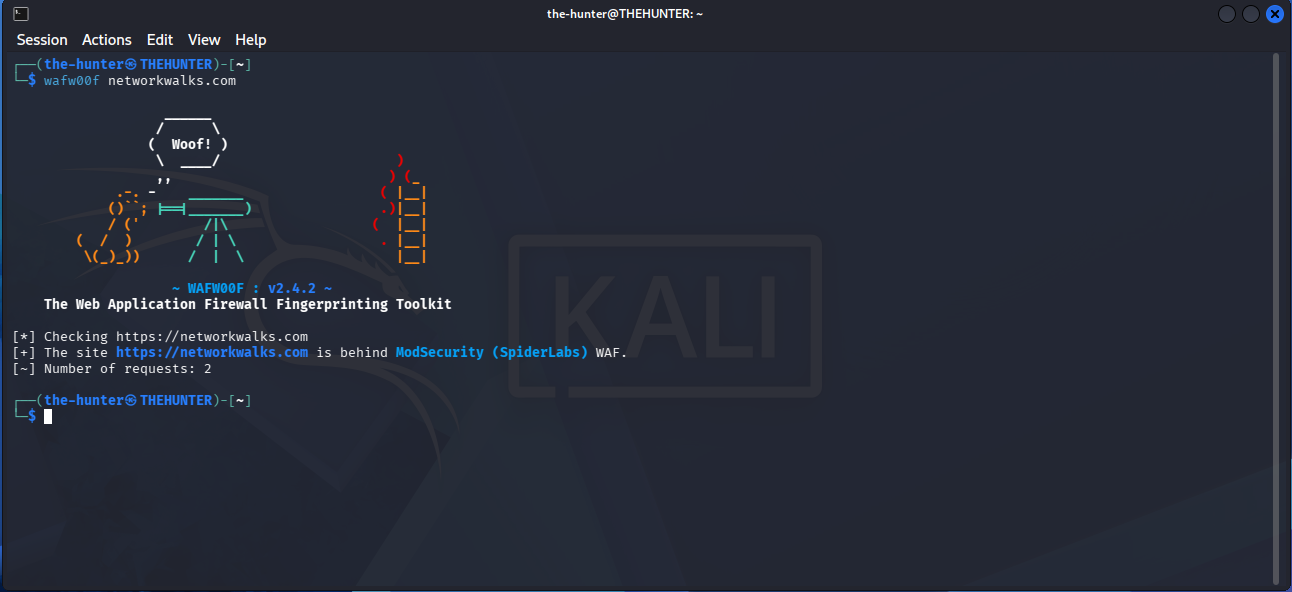 the-hunter@THEHUNTER: ~
Session Actions Edit View Help
┌──(the-hunter㉿THEHUNTER)-[~]
└─$ wafw00f networkwalks.com
( Woof! )
~ WAFW00F : v2.4.2 ~
The Web Application Firewall Fingerprinting Toolkit
[*] Checking https://networkwalks.com
[+] The site https://networkwalks.com is behind ModSecurity (SpiderLabs) WAF.
[~] Number of requests: 2
┌──(the-hunter㉿THEHUNTER)-[~]
└─$
KALI